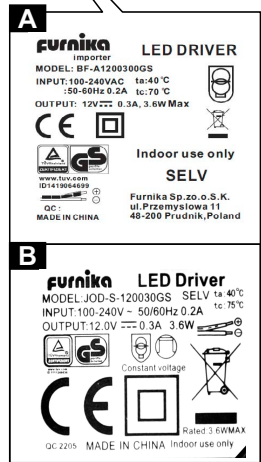 A
FURNIKA LED DRIVER
importer
MODEL: BF-A1200300GS
INPUT:100-240VAC ta:40℃
:50-60Hz 0.2A tc:70℃
OUTPUT: 12V⎓ 0.3A, 3.6W Max
CE
TÜVRheinland
ZERTIFIZIERT
GS
geprüfte Sicherheit
www.tuv.com
ID1419064699
Indoor use only
SELV
QC :
MADE IN CHINA
Furnika Sp.zo.o.S.K.
ul.Przemyslowa 11
48-200 Prudnik,Poland
B
FURNIKA LED Driver
MODEL:JOD-S-120030GS SELV ta:40℃
tc:75℃
INPUT:100-240V~ 50/60Hz 0.2A
OUTPUT:12.0V ⎓ 0.3A 3.6W
GS
Constant voltage
CE
Rated:3.6WMAX
QC 2205 MADE IN CHINA Indoor use only